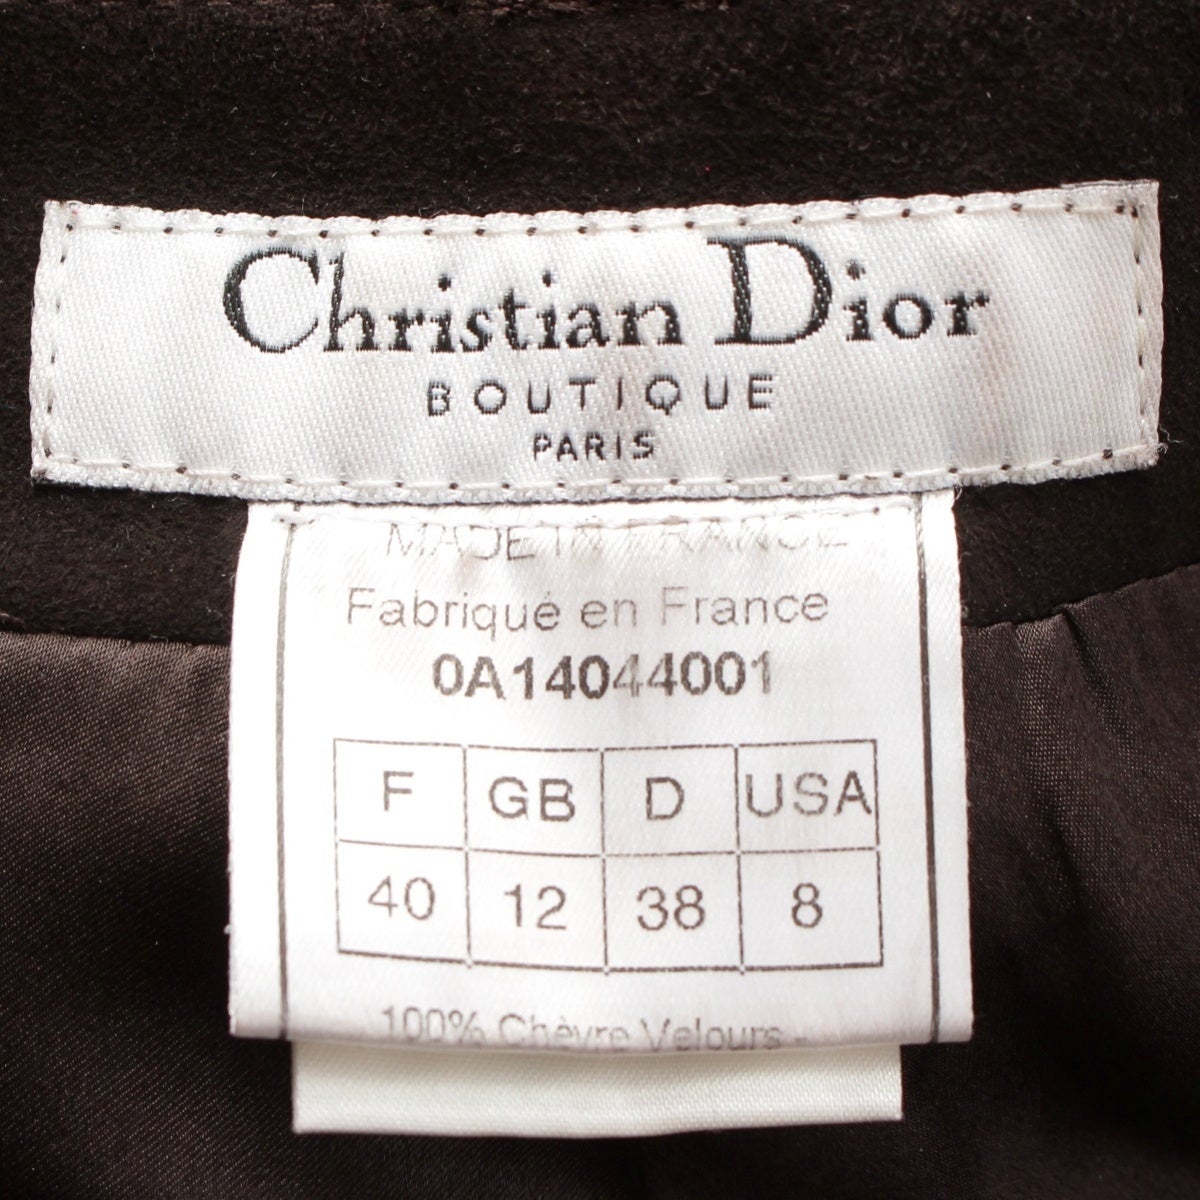 Christian Dior
BOUTIQUE
PARIS
MADE IN FRANCE
Fabriqué en France
0A14044001
F GB D USA
40 12 38 8
100% Chèvre Velours -